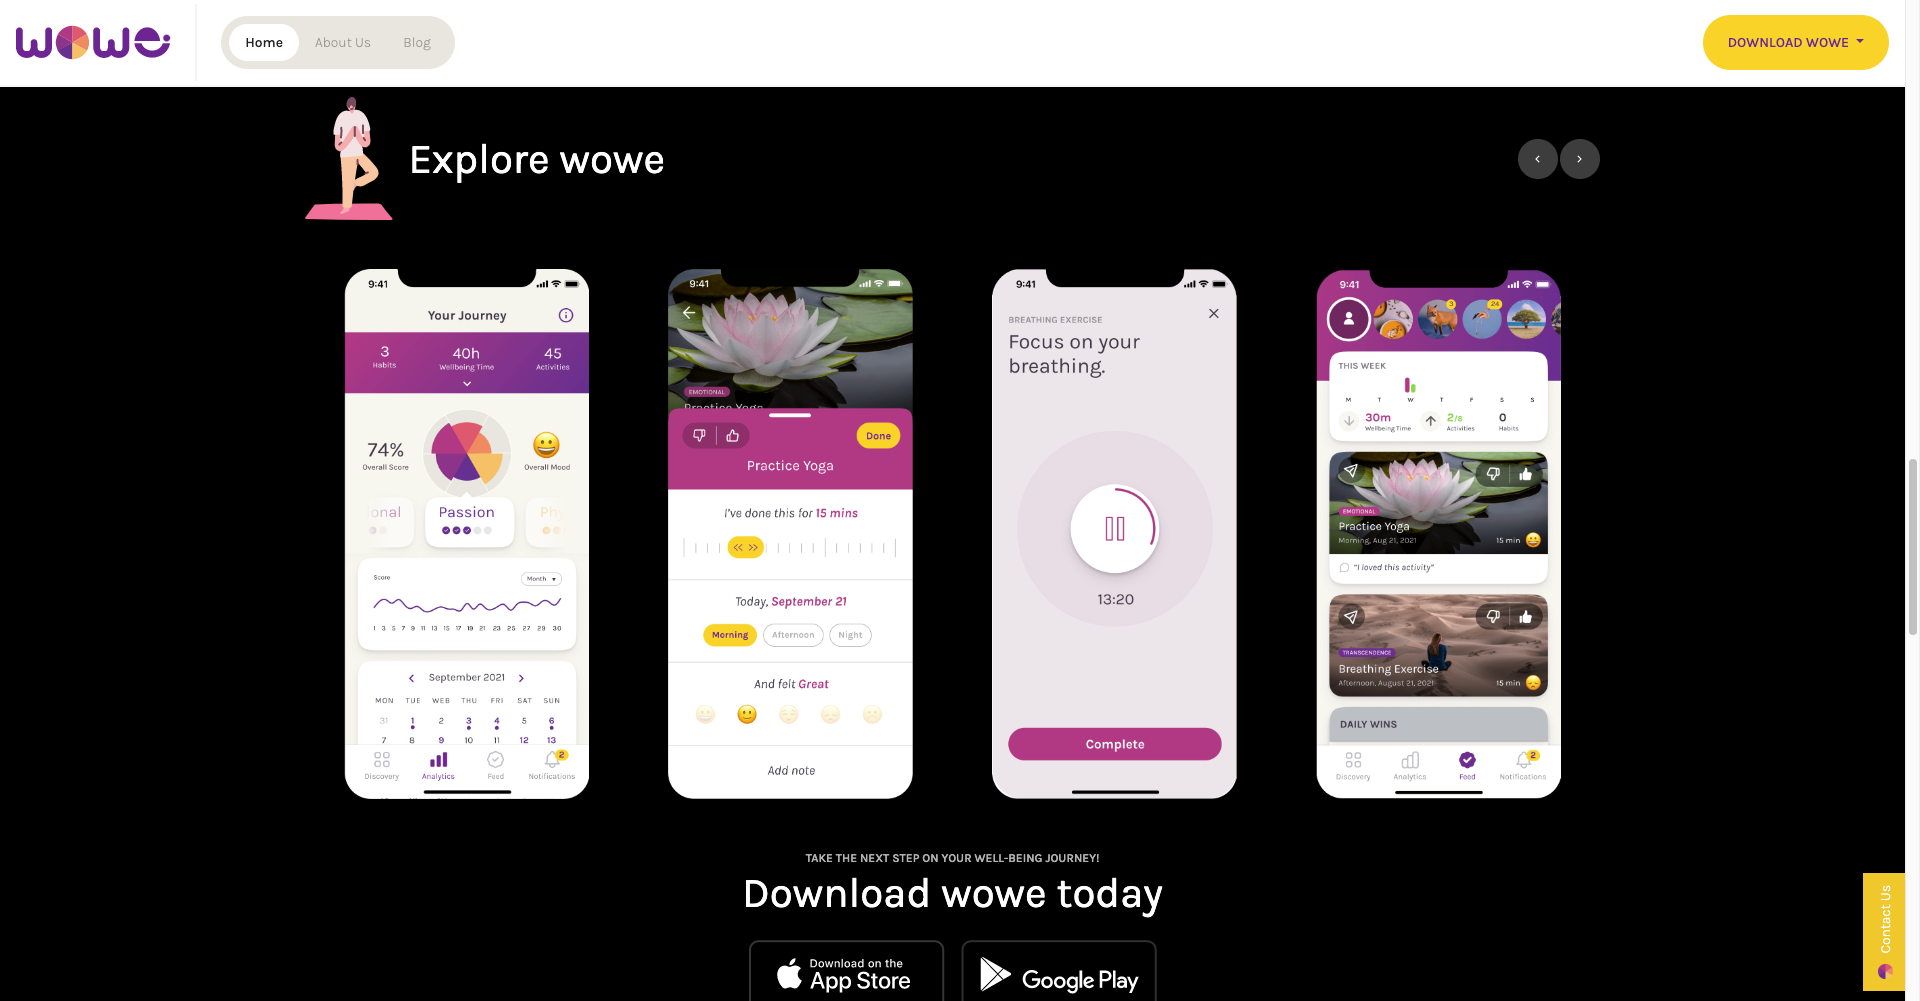 wowe
Home
About Us
Blog
DOWNLOAD WOWE
Explore wowe
9:41
Your Journey
3
Habits
40h
Wellbeing Time
45
Activities
74%
Overall Score
Overall Mood
onal
Passion
Ph
Score
Month
1 3 5 7 9 11 13 15 17 19 21 23 25 27 29 30
September 2021
MON TUE WEB THU FRI SAT SUN
31 1 2 3 4 5 6
7 8 9 10 11 12 13
Discovery
Analytics
Feed
2
Notifications
9:41
EMOTIONAL
Practice Yoga
Done
Practice Yoga
I've done this for 15 mins
Today, September 21
Morning
Afternoon
Night
And felt Great
Add note
9:41
BREATHING EXERCISE
Focus on your
breathing.
13:20
Complete
9:41
3
24
THIS WEEK
M T W T F S S
30m
Wellbeing Time
2/8
Activities
0
Habits
EMOTIONAL
Practice Yoga
Morning, Aug 21, 2021
15 min
"I loved this activity"
TRANSCENDENCE
Breathing Exercise
Afternoon, August 21, 2021
15 min
DAILY WINS
Discovery
Analytics
Feed
2
Notifications
TAKE THE NEXT STEP ON YOUR WELL-BEING JOURNEY!
Download wowe today
Download on the
App Store
Google Play
Contact Us